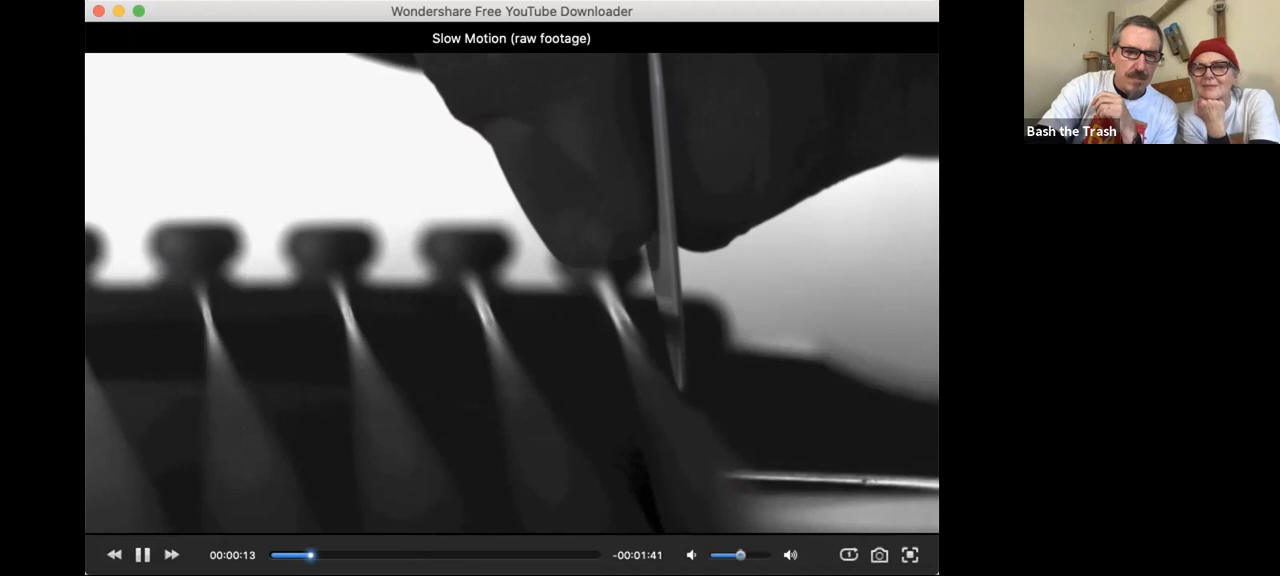 Wondershare Free YouTube Downloader
Slow Motion (raw footage)
Bash the Trash
00:00:13
-00:01:41